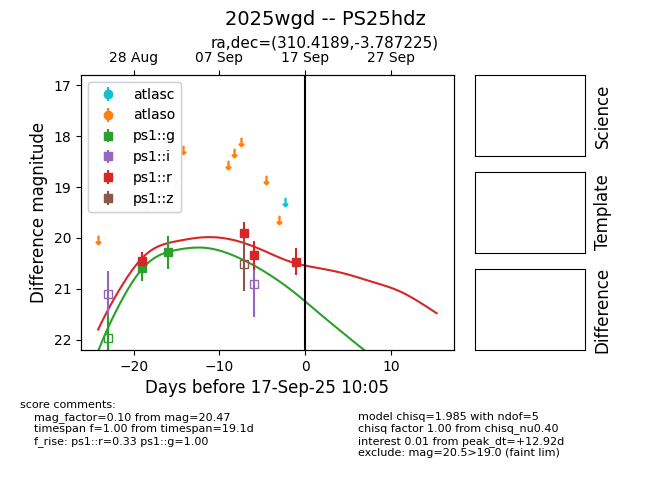 2025wgd -- PS25hdz
ra,dec=(310.4189,-3.787225)
28 Aug
07 Sep
17 Sep
27 Sep
17
18
19
20
21
22
Difference magnitude
atlasc
atlaso
ps1::g
ps1::i
ps1::r
ps1::z
−20
−10
0
10
Days before 17-Sep-25 10:05
Science
Template
Difference
score comments:
mag_factor=0.10 from mag=20.47
timespan f=1.00 from timespan=19.1d
f_rise: ps1::r=0.33 ps1::g=1.00
model chisq=1.985 with ndof=5
chisq factor 1.00 from chisq_nu0.40
interest 0.01 from peak_dt=+12.92d
exclude: mag=20.5>19.0 (faint lim)